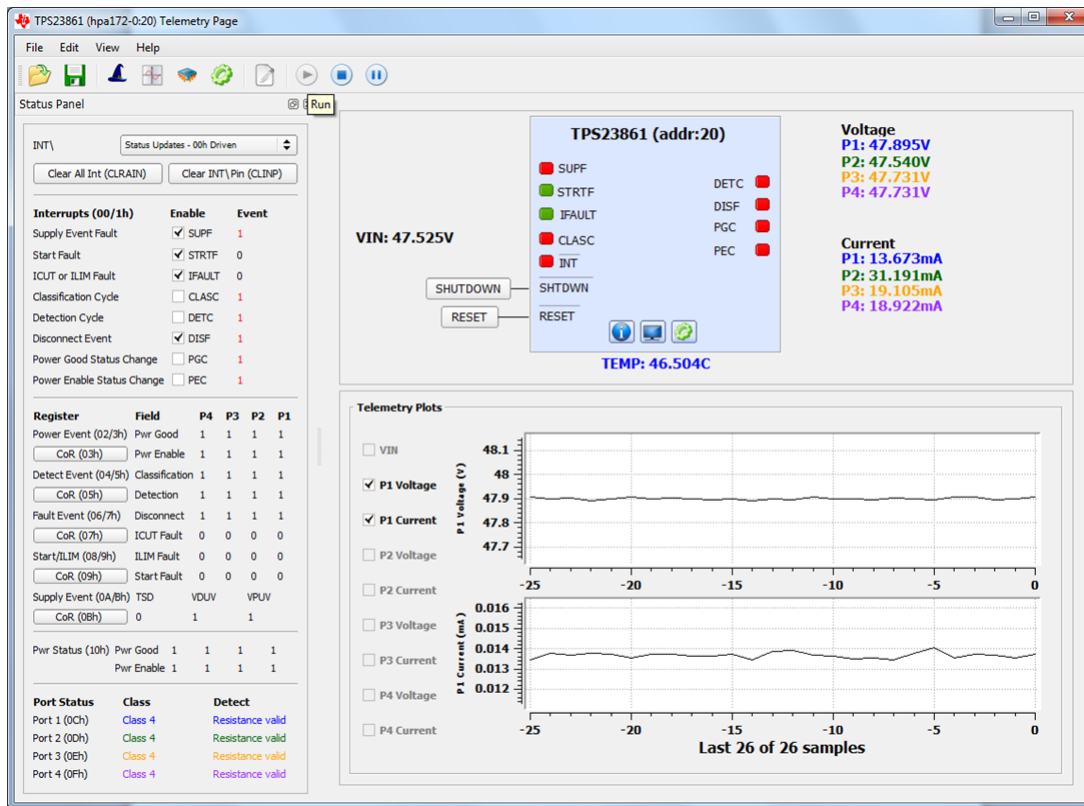 TPS23861 (hpa172-0:20) Telemetry Page
File Edit View Help
Run
Status Panel
INT\ Status Updates - 00h Driven
Clear All Int (CLRAIN) Clear INT\ Pin (CLINP)
Interrupts (00/1h) Enable Event
Supply Event Fault SUPF 1
Start Fault STRTF 0
ICUT or ILIM Fault IFAULT 0
Classification Cycle CLASC 1
Detection Cycle DETC 1
Disconnect Event DISF 1
Power Good Status Change PGC 1
Power Enable Status Change PEC 1
Register Field P4 P3 P2 P1
Power Event (02/3h) Pwr Good 1 1 1 1
CoR (03h) Pwr Enable 1 1 1 1
Detect Event (04/5h) Classification 1 1 1 1
CoR (05h) Detection 1 1 1 1
Fault Event (06/7h) Disconnect 1 1 1 1
CoR (07h) ICUT Fault 0 0 0 0
Start/ILIM (08/9h) ILIM Fault 0 0 0 0
CoR (09h) Start Fault 0 0 0 0
Supply Event (0A/Bh) TSD VDUV VPUV
CoR (0Bh) 0 1 1
Pwr Status (10h) Pwr Good 1 1 1 1
Pwr Enable 1 1 1 1
Port Status Class Detect
Port 1 (0Ch) Class 4 Resistance valid
Port 2 (0Dh) Class 4 Resistance valid
Port 3 (0Eh) Class 4 Resistance valid
Port 4 (0Fh) Class 4 Resistance valid
VIN: 47.525V
SHUTDOWN
RESET
TPS23861 (addr:20)
SUPF
STRTF
IFAULT
CLASC
INT
SHTDWN
RESET
DETC
DISF
PGC
PEC
TEMP: 46.504C
Voltage
P1: 47.895V
P2: 47.540V
P3: 47.731V
P4: 47.731V
Current
P1: 13.673mA
P2: 31.191mA
P3: 19.105mA
P4: 18.922mA
Telemetry Plots
VIN
P1 Voltage
P1 Current
P2 Voltage
P2 Current
P3 Voltage
P3 Current
P4 Voltage
P4 Current
P1 Voltage (V)
48.1
48
47.9
47.8
47.7
-25 -20 -15 -10 -5 0
P1 Current (mA)
0.016
0.015
0.014
0.013
0.012
-25 -20 -15 -10 -5 0
Last 26 of 26 samples